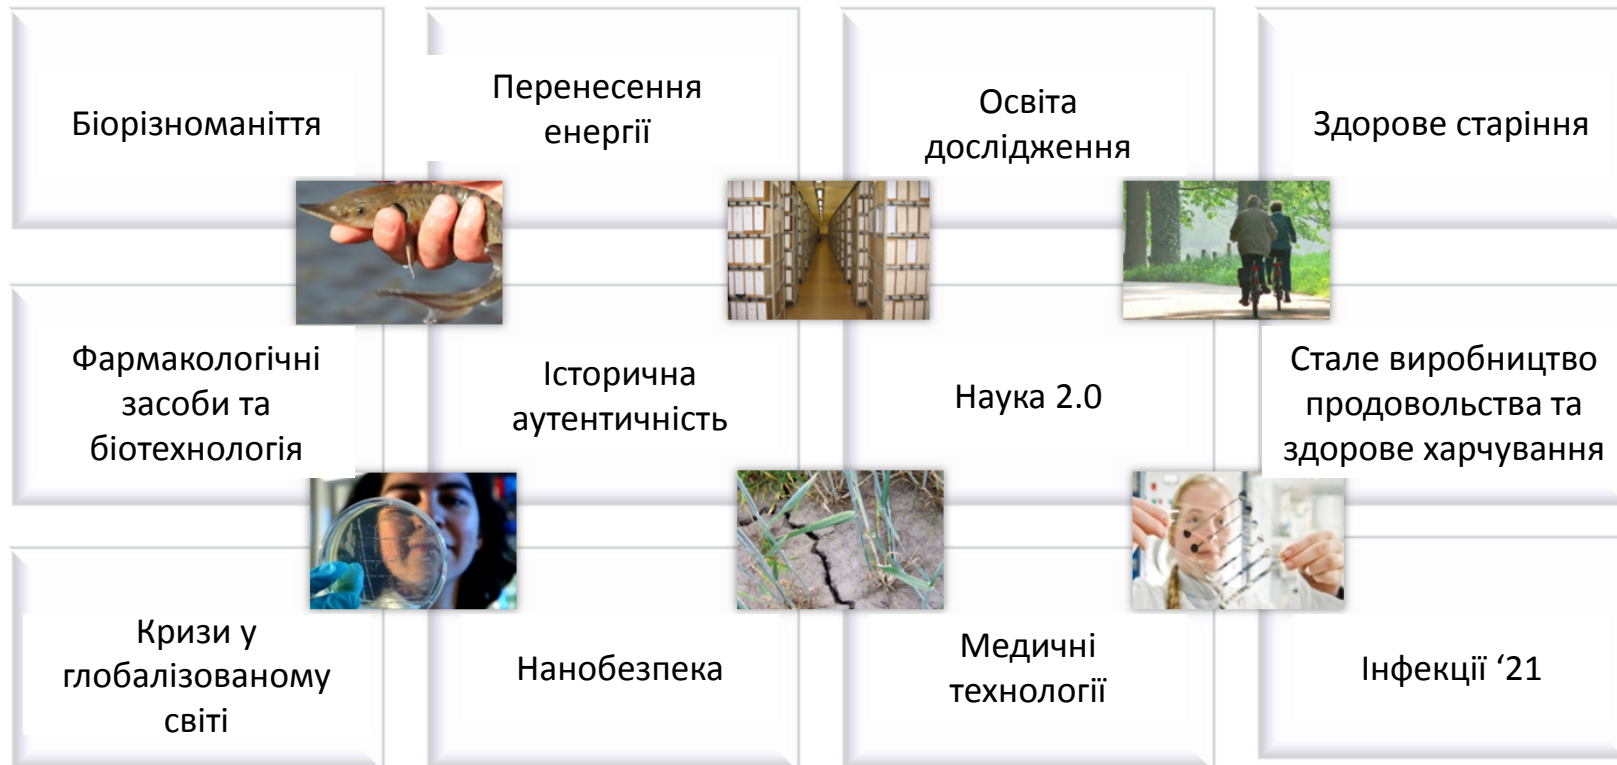 Біорізноманіття
Перенесення
енергії
Освіта
дослідження
Здорове старіння
Фармакологічні
засоби та
біотехнологія
Історична
аутентичність
Наука 2.0
Стале виробництво
продовольства та
здорове харчування
Кризи у
глобалізованому
світі
Нанобезпека
Медичні
технології
Інфекції ‘21